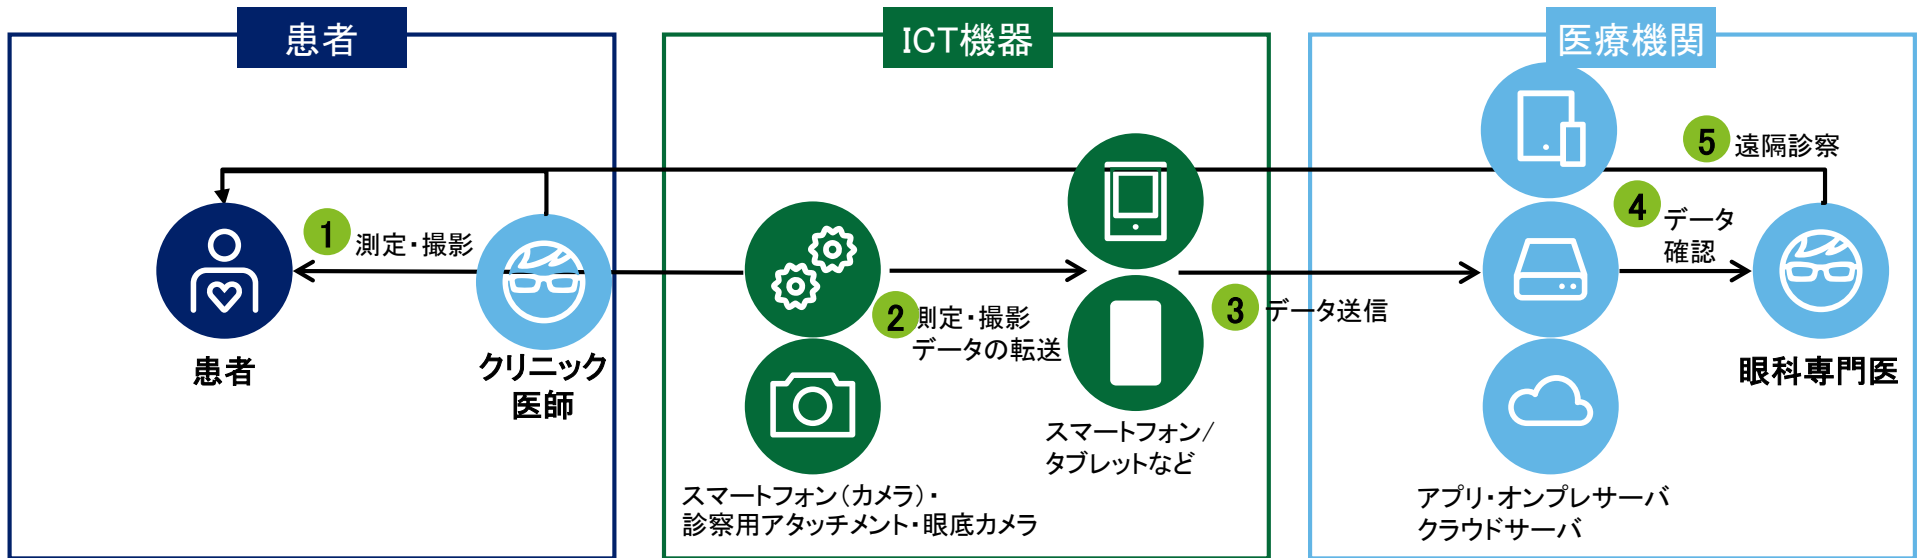 患者
ICT機器
医療機関
1 測定・撮影
患者
クリニック
医師
2 測定・撮影
データの転送
スマートフォン(カメラ)・
診察用アタッチメント・眼底カメラ
スマートフォン/
タブレットなど
3 データ送信
アプリ・オンプレサーバ
クラウドサーバ
4 データ
確認
5 遠隔診察
眼科専門医